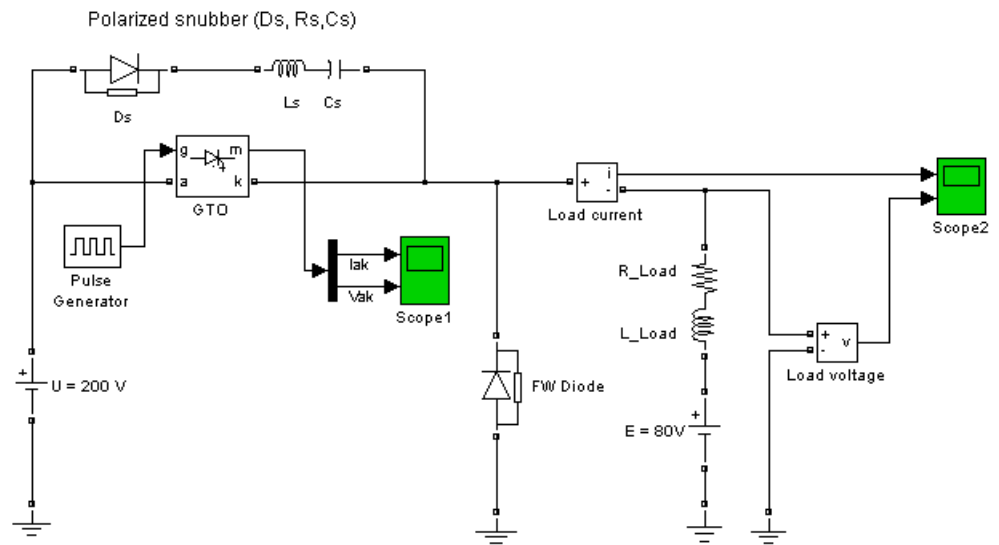 Polarized snubber (Ds, Rs,Cs)
Ds
Ls
Cs
g
m
a
k
GTO
Pulse
Generator
Iak
Vak
Scope1
+
i
-
Load current
Scope2
R_Load
L_Load
+
-
v
Load voltage
+
U = 200 V
FW Diode
+
E = 80V